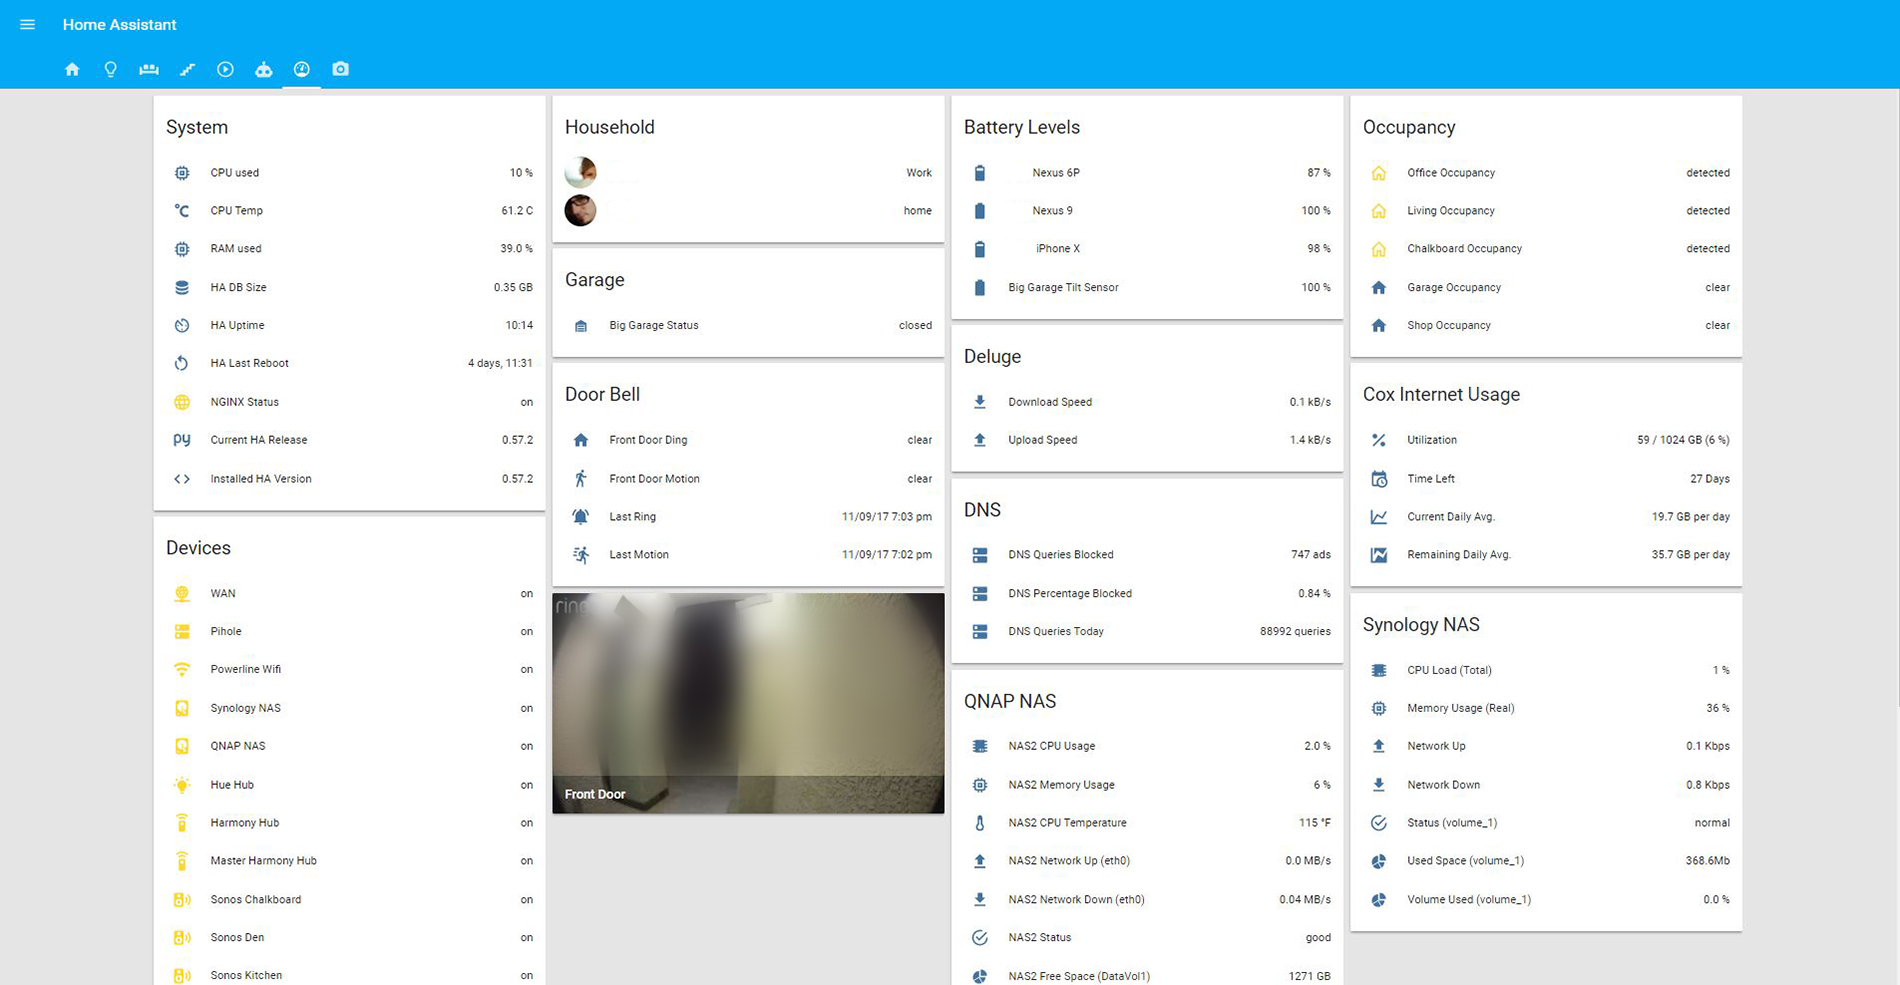 Home Assistant
System
CPU used 10 %
CPU Temp 61.2 C
RAM used 39.0 %
HA DB Size 0.35 GB
HA Uptime 10:14
HA Last Reboot 4 days, 11:31
NGINX Status on
Current HA Release 0.57.2
Installed HA Version 0.57.2
Devices
WAN on
Pihole on
Powerline Wifi on
Synology NAS on
QNAP NAS on
Hue Hub on
Harmony Hub on
Master Harmony Hub on
Sonos Chalkboard on
Sonos Den on
Sonos Kitchen on
Household
Work
home
Garage
Big Garage Status closed
Door Bell
Front Door Ding clear
Front Door Motion clear
Last Ring 11/09/17 7:03 pm
Last Motion 11/09/17 7:02 pm
ring
Front Door
Battery Levels
Nexus 6P 87 %
Nexus 9 100 %
iPhone X 98 %
Big Garage Tilt Sensor 100 %
Deluge
Download Speed 0.1 kB/s
Upload Speed 1.4 kB/s
DNS
DNS Queries Blocked 747 ads
DNS Percentage Blocked 0.84 %
DNS Queries Today 88992 queries
QNAP NAS
NAS2 CPU Usage 2.0 %
NAS2 Memory Usage 6 %
NAS2 CPU Temperature 115 °F
NAS2 Network Up (eth0) 0.0 MB/s
NAS2 Network Down (eth0) 0.04 MB/s
NAS2 Status good
NAS2 Free Space (DataVol1) 1271 GB
Occupancy
Office Occupancy detected
Living Occupancy detected
Chalkboard Occupancy detected
Garage Occupancy clear
Shop Occupancy clear
Cox Internet Usage
Utilization 59 / 1024 GB (6 %)
Time Left 27 Days
Current Daily Avg. 19.7 GB per day
Remaining Daily Avg. 35.7 GB per day
Synology NAS
CPU Load (Total) 1 %
Memory Usage (Real) 36 %
Network Up 0.1 Kbps
Network Down 0.8 Kbps
Status (volume_1) normal
Used Space (volume_1) 368.6Mb
Volume Used (volume_1) 0.0 %